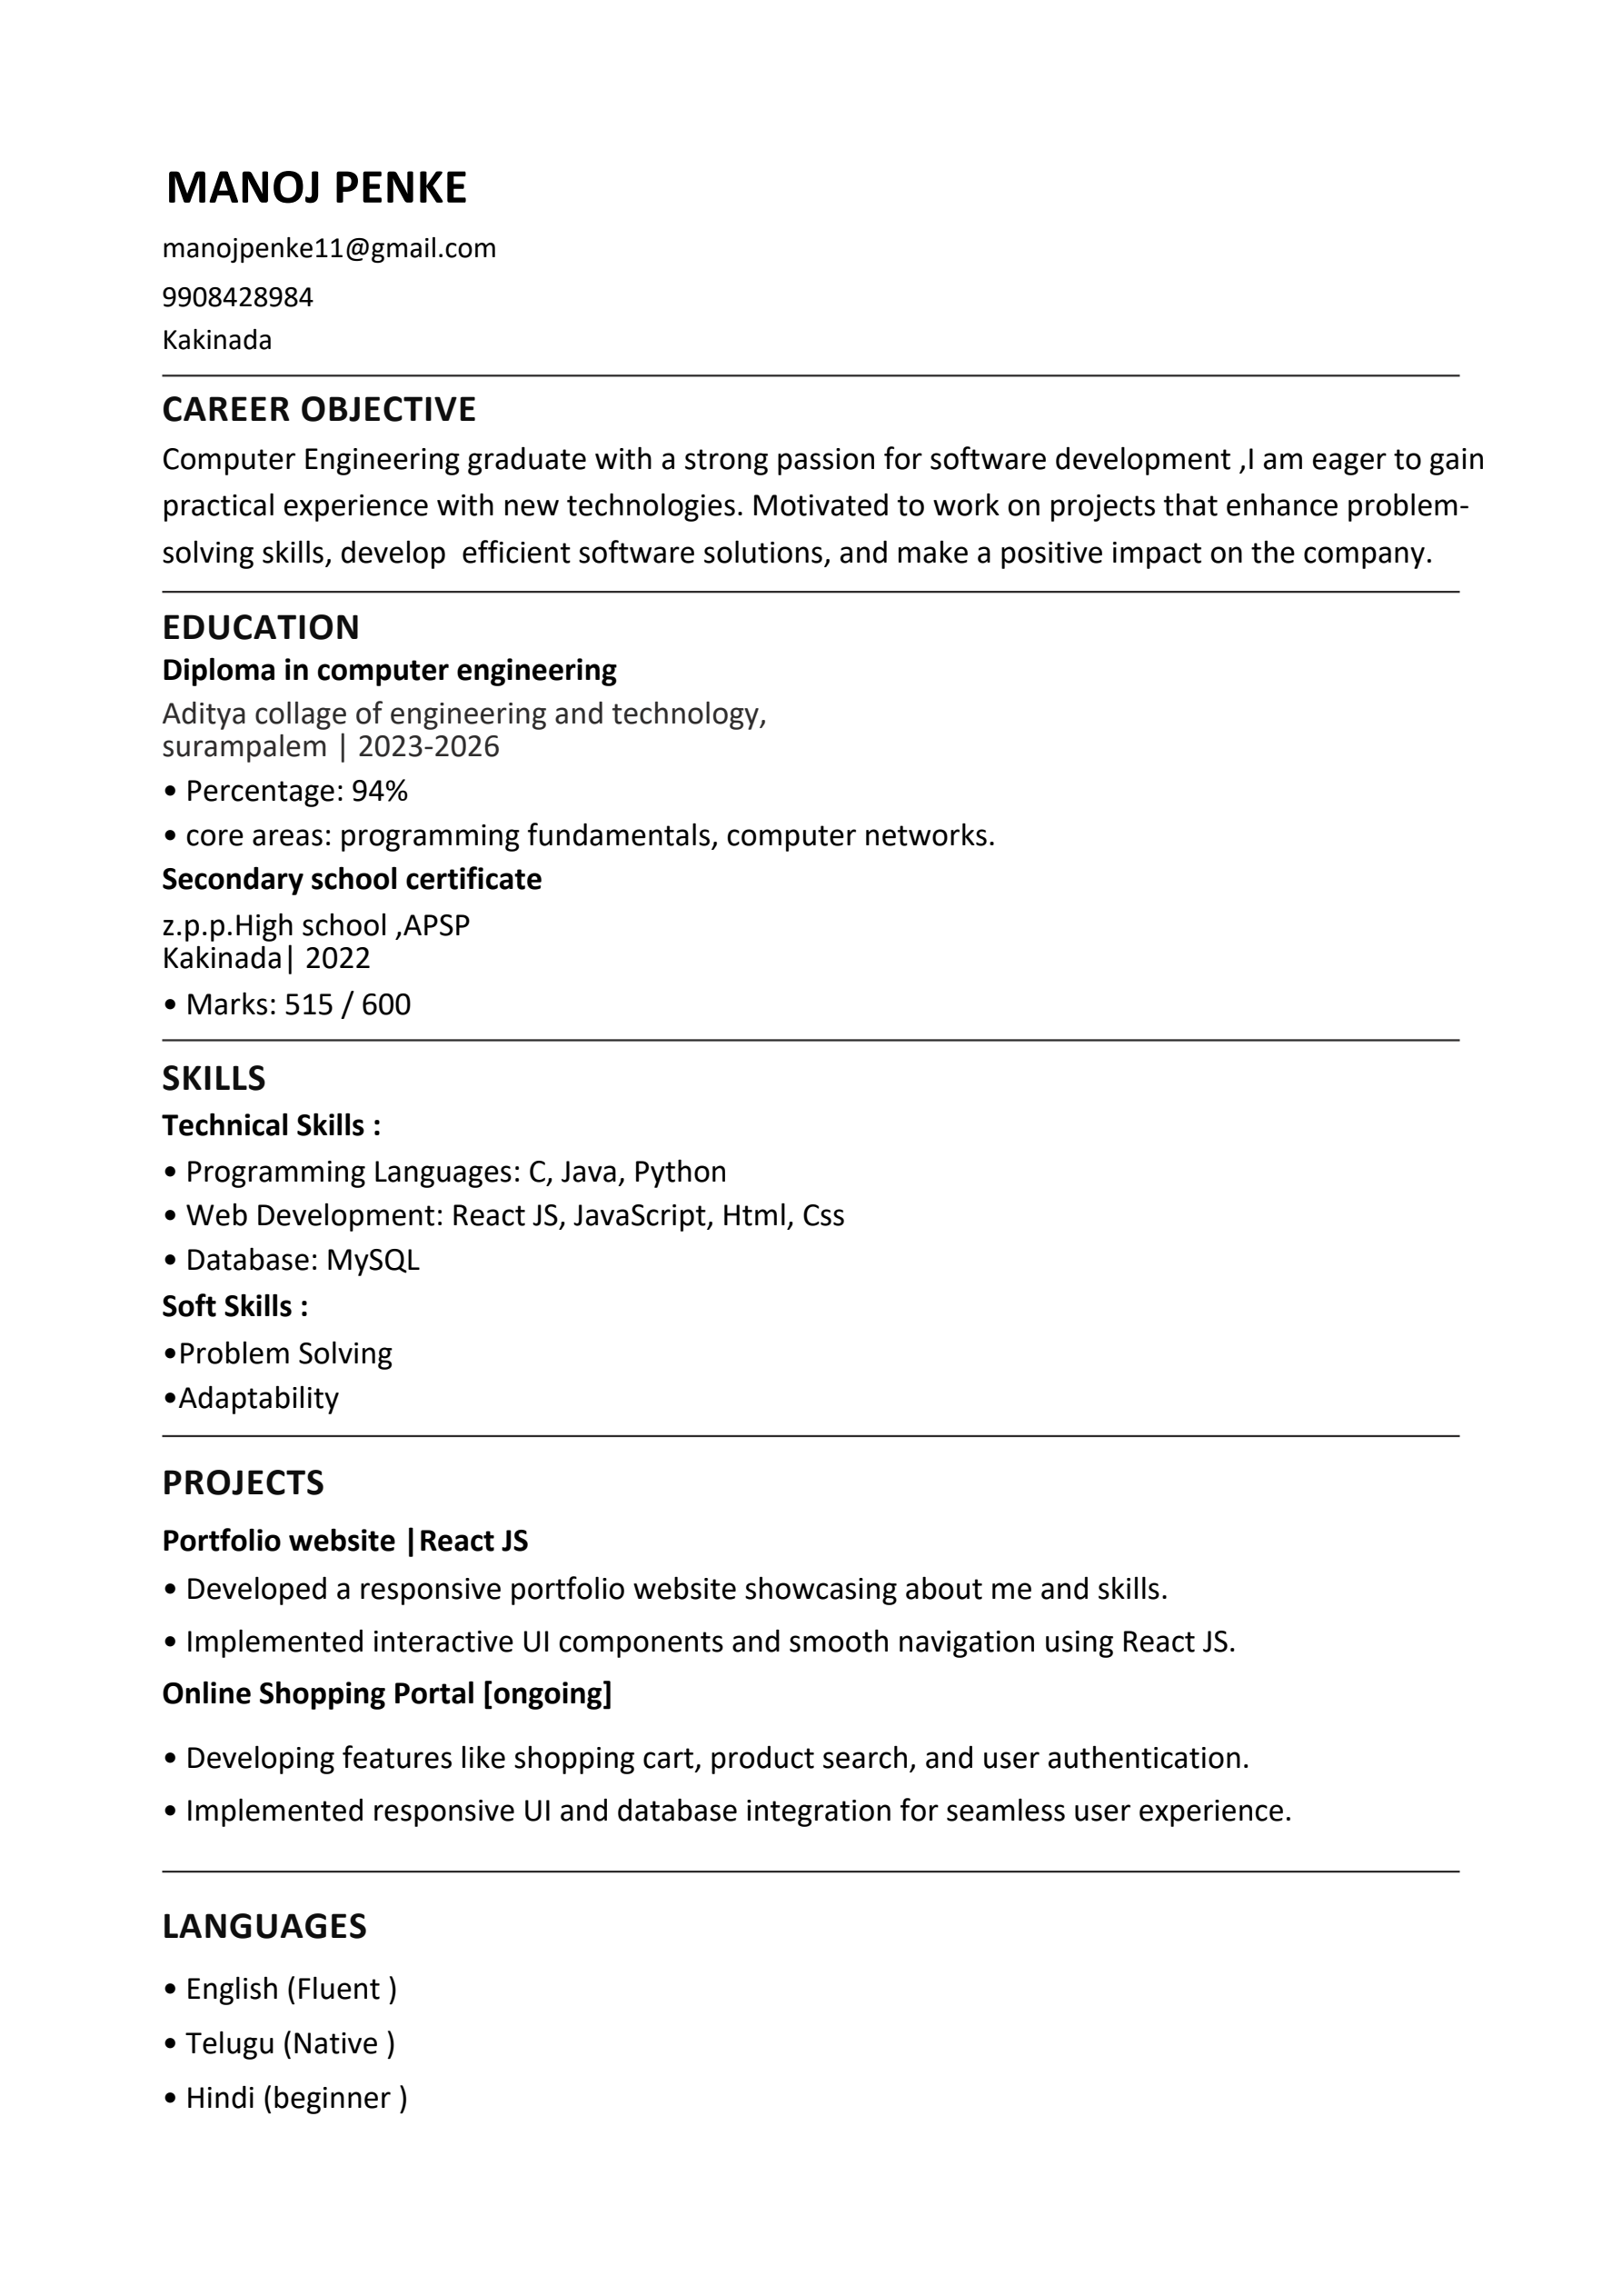 MANOJ PENKE
manojpenke11@gmail.com
9908428984
Kakinada
CAREER OBJECTIVE
Computer Engineering graduate with a strong passion for software development ,I am eager to gain
practical experience with new technologies. Motivated to work on projects that enhance problem-
solving skills, develop  efficient software solutions, and make a positive impact on the company.
EDUCATION
Diploma in computer engineering
Aditya collage of engineering and technology,
surampalem | 2023-2026
• Percentage: 94%
• core areas: programming fundamentals, computer networks.
Secondary school certificate
z.p.p.High school ,APSP
Kakinada| 2022
• Marks: 515 / 600
SKILLS
Technical Skills :
• Programming Languages: C, Java, Python
• Web Development: React JS, JavaScript, Html, Css
• Database: MySQL
Soft Skills :
•Problem Solving
•Adaptability
PROJECTS
Portfolio website |React JS
• Developed a responsive portfolio website showcasing about me and skills.
• Implemented interactive UI components and smooth navigation using React JS.
Online Shopping Portal [ongoing]
• Developing features like shopping cart, product search, and user authentication.
• Implemented responsive UI and database integration for seamless user experience.
LANGUAGES
• English (Fluent )
• Telugu (Native )
• Hindi (beginner )